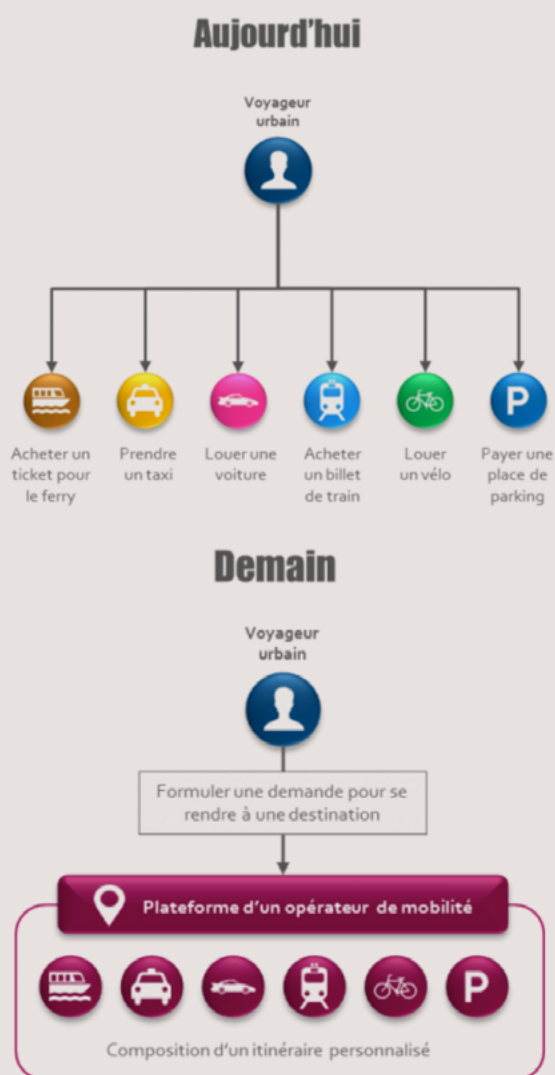 Aujourd'hui
Voyageur
urbain
Acheter un
ticket pour
le ferry
Prendre
un taxi
Louer une
voiture
Acheter
un billet
de train
Louer
un vélo
P
Payer une
place de
parking
Demain
Voyageur
urbain
Formuler une demande pour se
rendre à une destination
Plateforme d'un opérateur de mobilité
P
Composition d'un itinéraire personnalisé